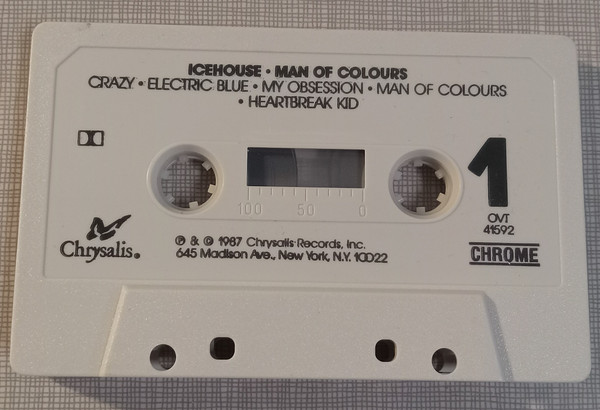 ICEHOUSE • MAN OF COLOURS
CRAZY • ELECTRIC BLUE • MY OBSESSION • MAN OF COLOURS
• HEARTBREAK KID
1
100 50 0
OVT
41592
Chrysalis®
℗ & © 1987 Chrysalis Records, Inc.
645 Madison Ave., New York, N.Y. 10022
CHROME